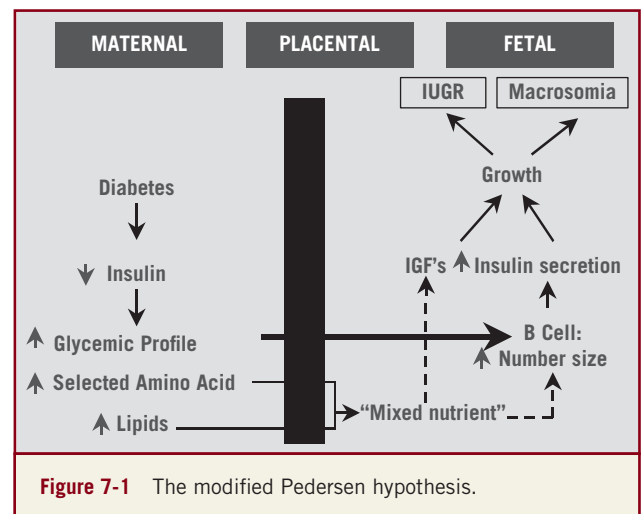 MATERNAL PLACENTAL FETAL
IUGR Macrosomia
Growth
Diabetes
Insulin IGF's Insulin secretion
Glycemic Profile B Cell:
Number size
Selected Amino Acid
Lipids "Mixed nutrient"
Figure 7-1 The modified Pedersen hypothesis.